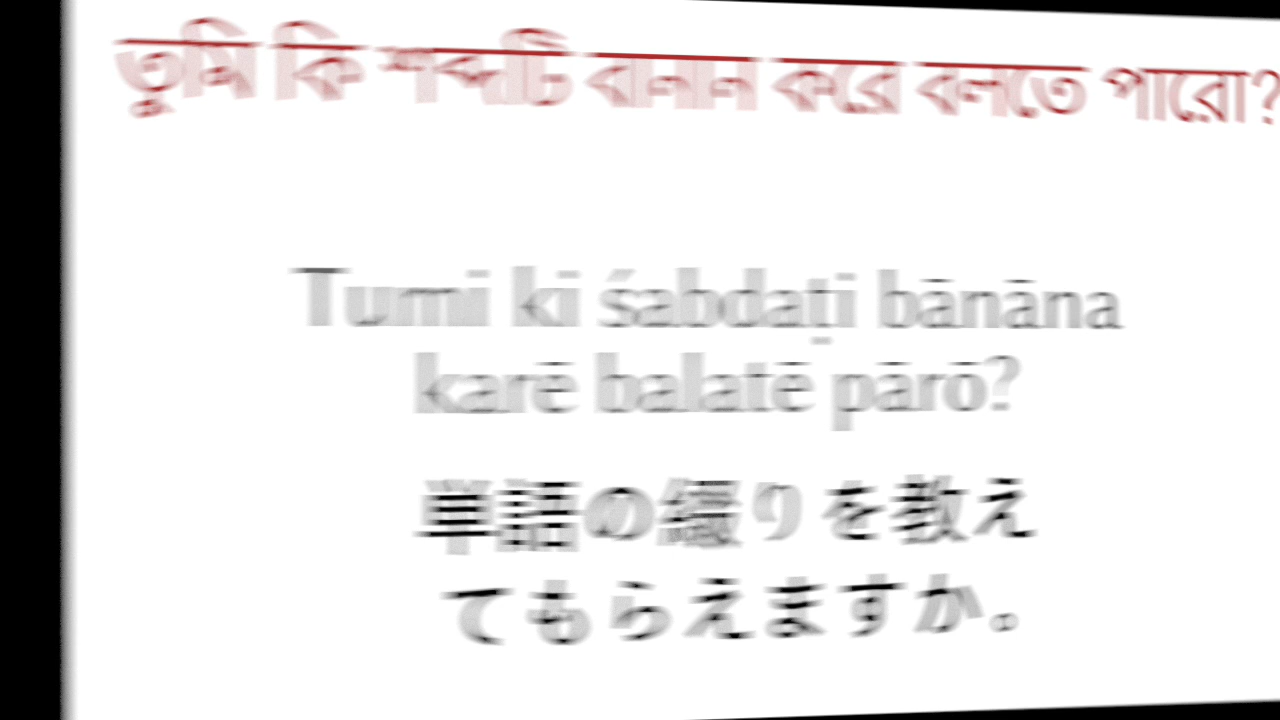 তুমি কি শব্দটি বানান করে বলতে পারো?
Tumi ki śabdaṭi bānāna
karē balatē pārō?
単語の綴りを教え
てもらえますか。